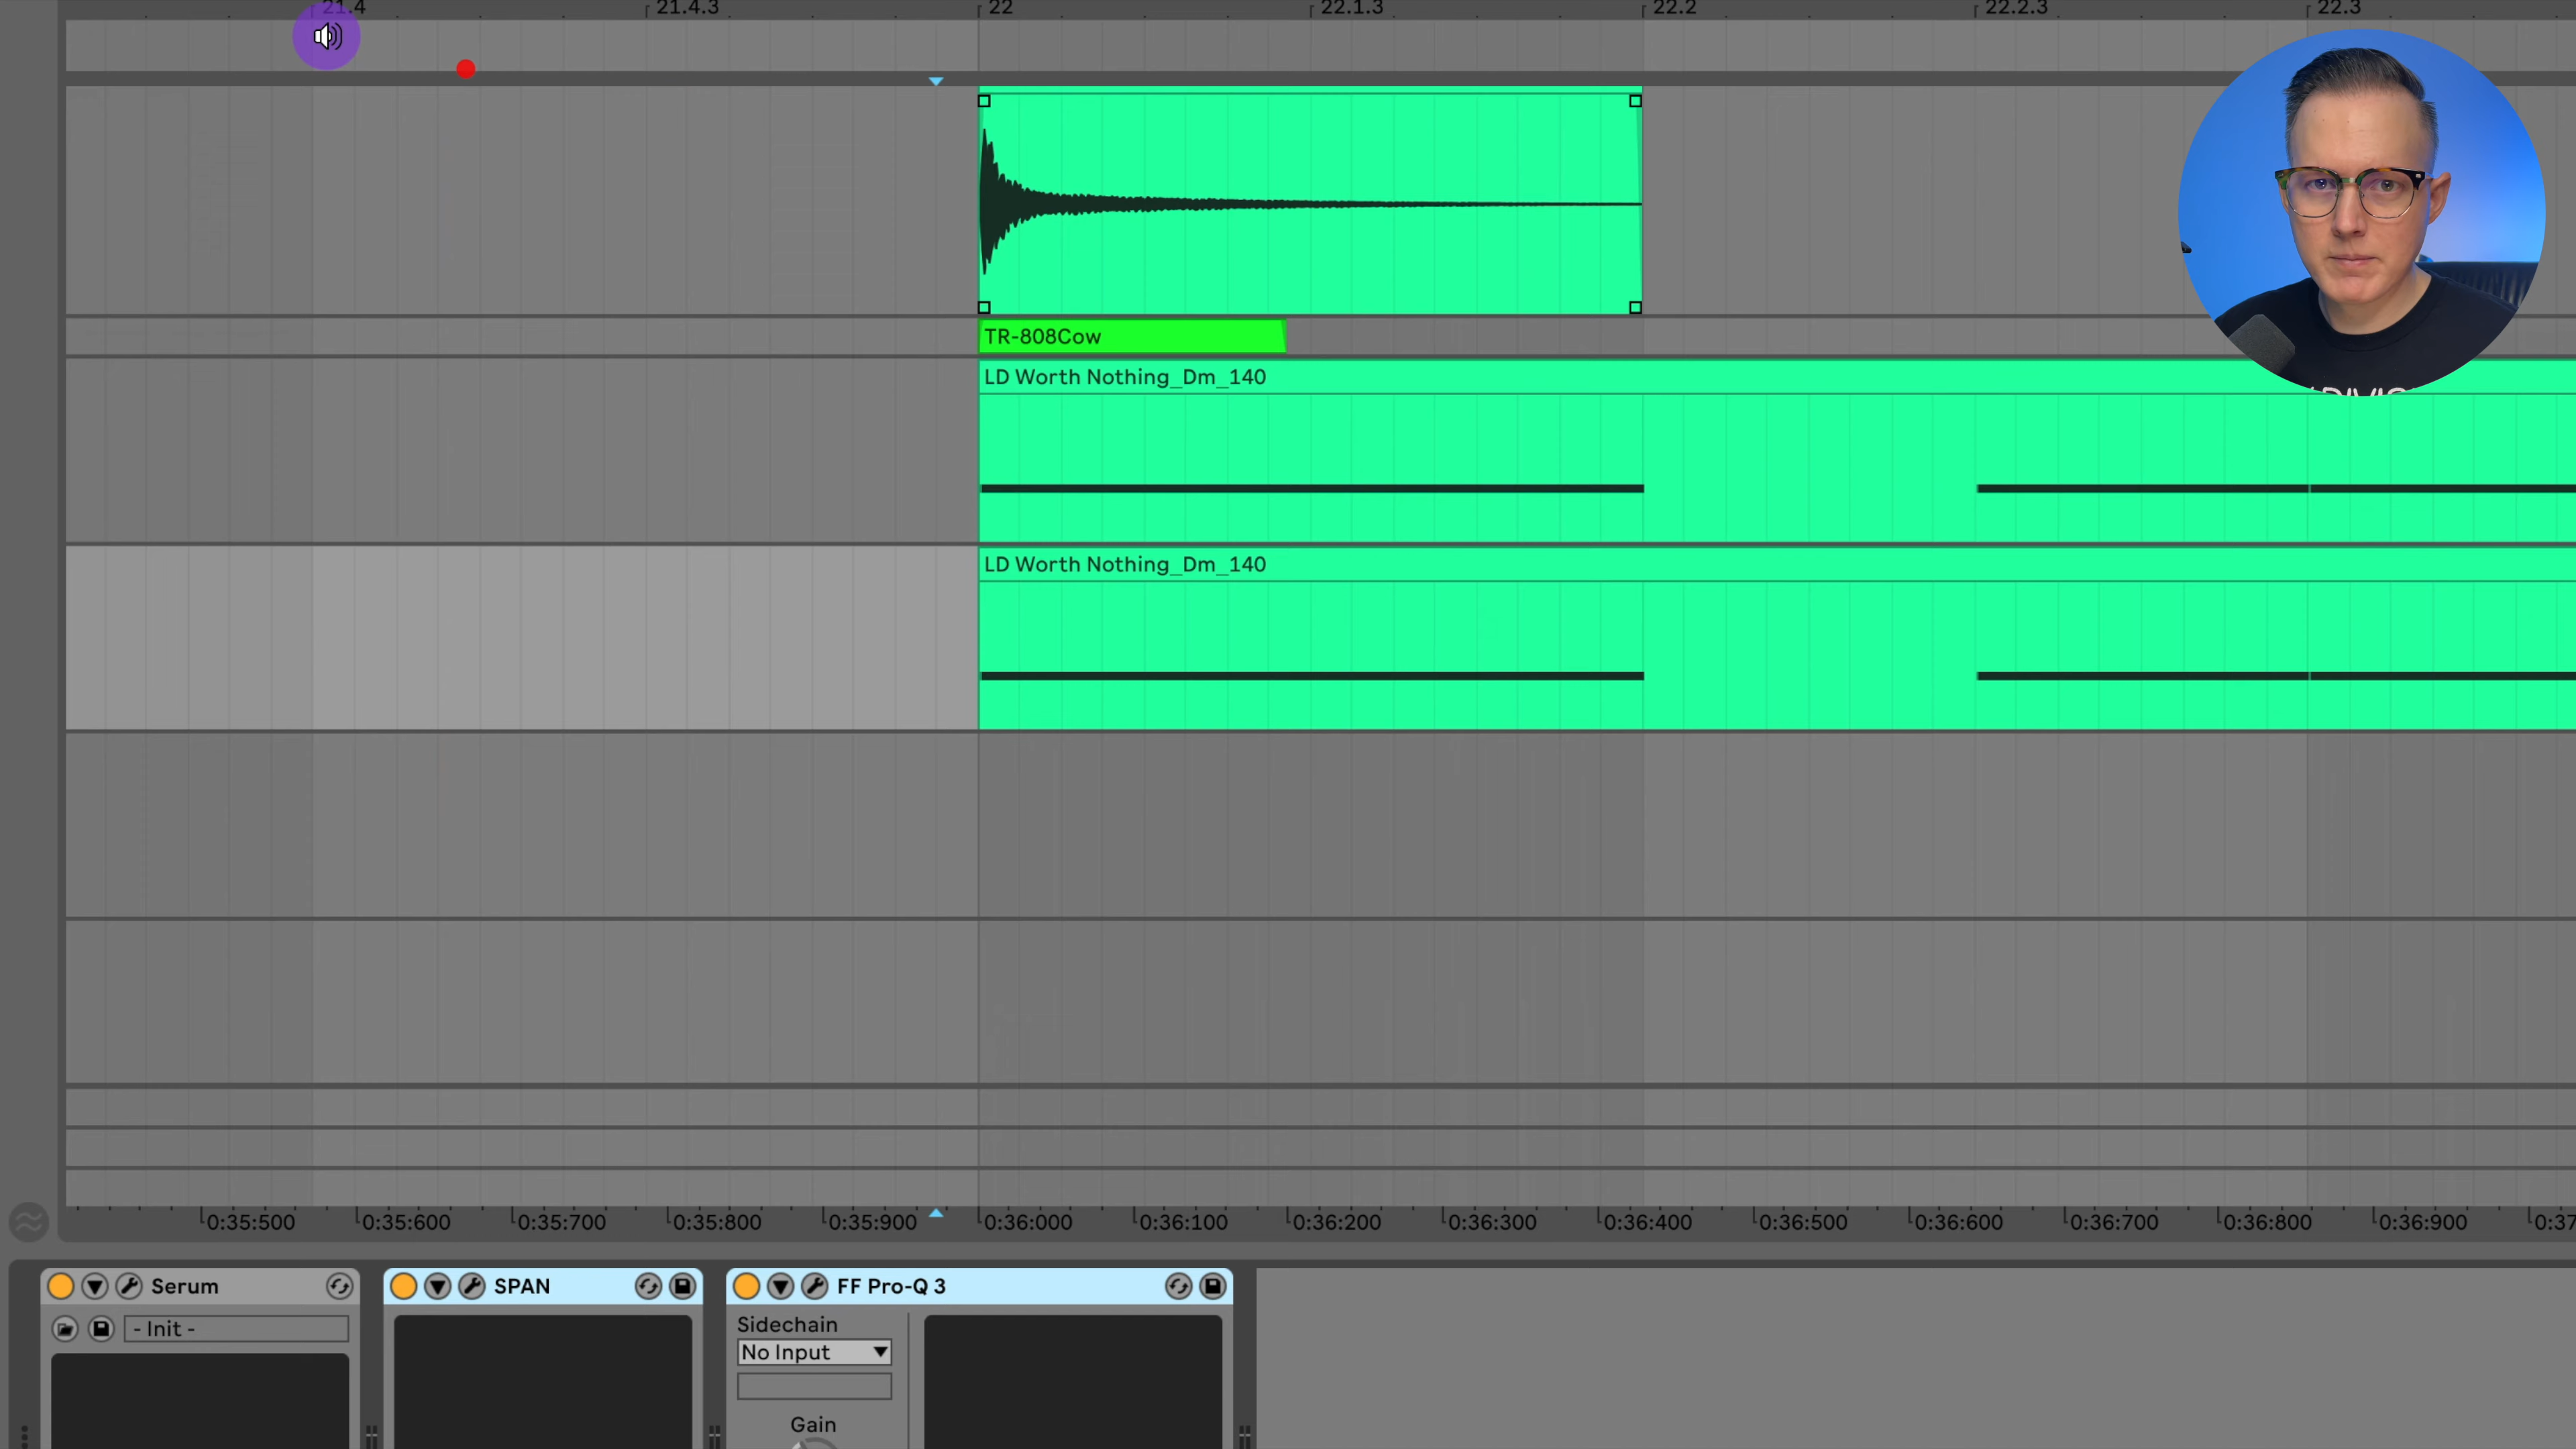 21.4 21.4.3 22 22.1.3 22.2 22.2.3 22.3
TR-808Cow
LD Worth Nothing_Dm_140
LD Worth Nothing_Dm_140
0:35:500 0:35:600 0:35:700 0:35:800 0:35:900 0:36:000 0:36:100 0:36:200 0:36:300 0:36:400 0:36:500 0:36:600 0:36:700 0:36:800 0:36:900 0:37
Serum SPAN FF Pro-Q 3
- Init -
Sidechain
No Input
Gain